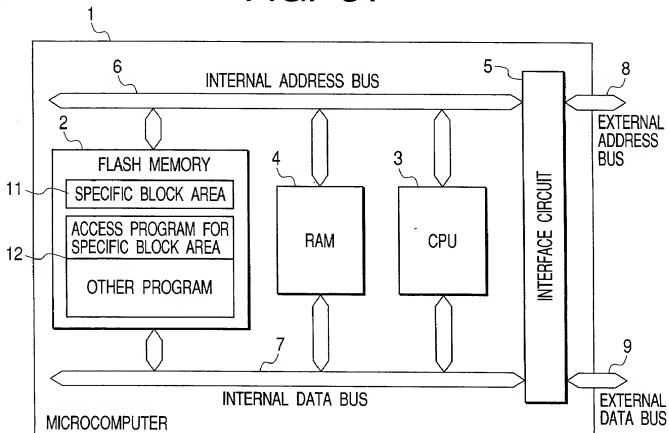 1
6
INTERNAL ADDRESS BUS
5
8
EXTERNAL
ADDRESS
BUS
2
FLASH MEMORY
11
SPECIFIC BLOCK AREA
ACCESS PROGRAM FOR
SPECIFIC BLOCK AREA
12
OTHER PROGRAM
4
RAM
3
CPU
INTERFACE CIRCUIT
7
INTERNAL DATA BUS
9
EXTERNAL
DATA BUS
MICROCOMPUTER